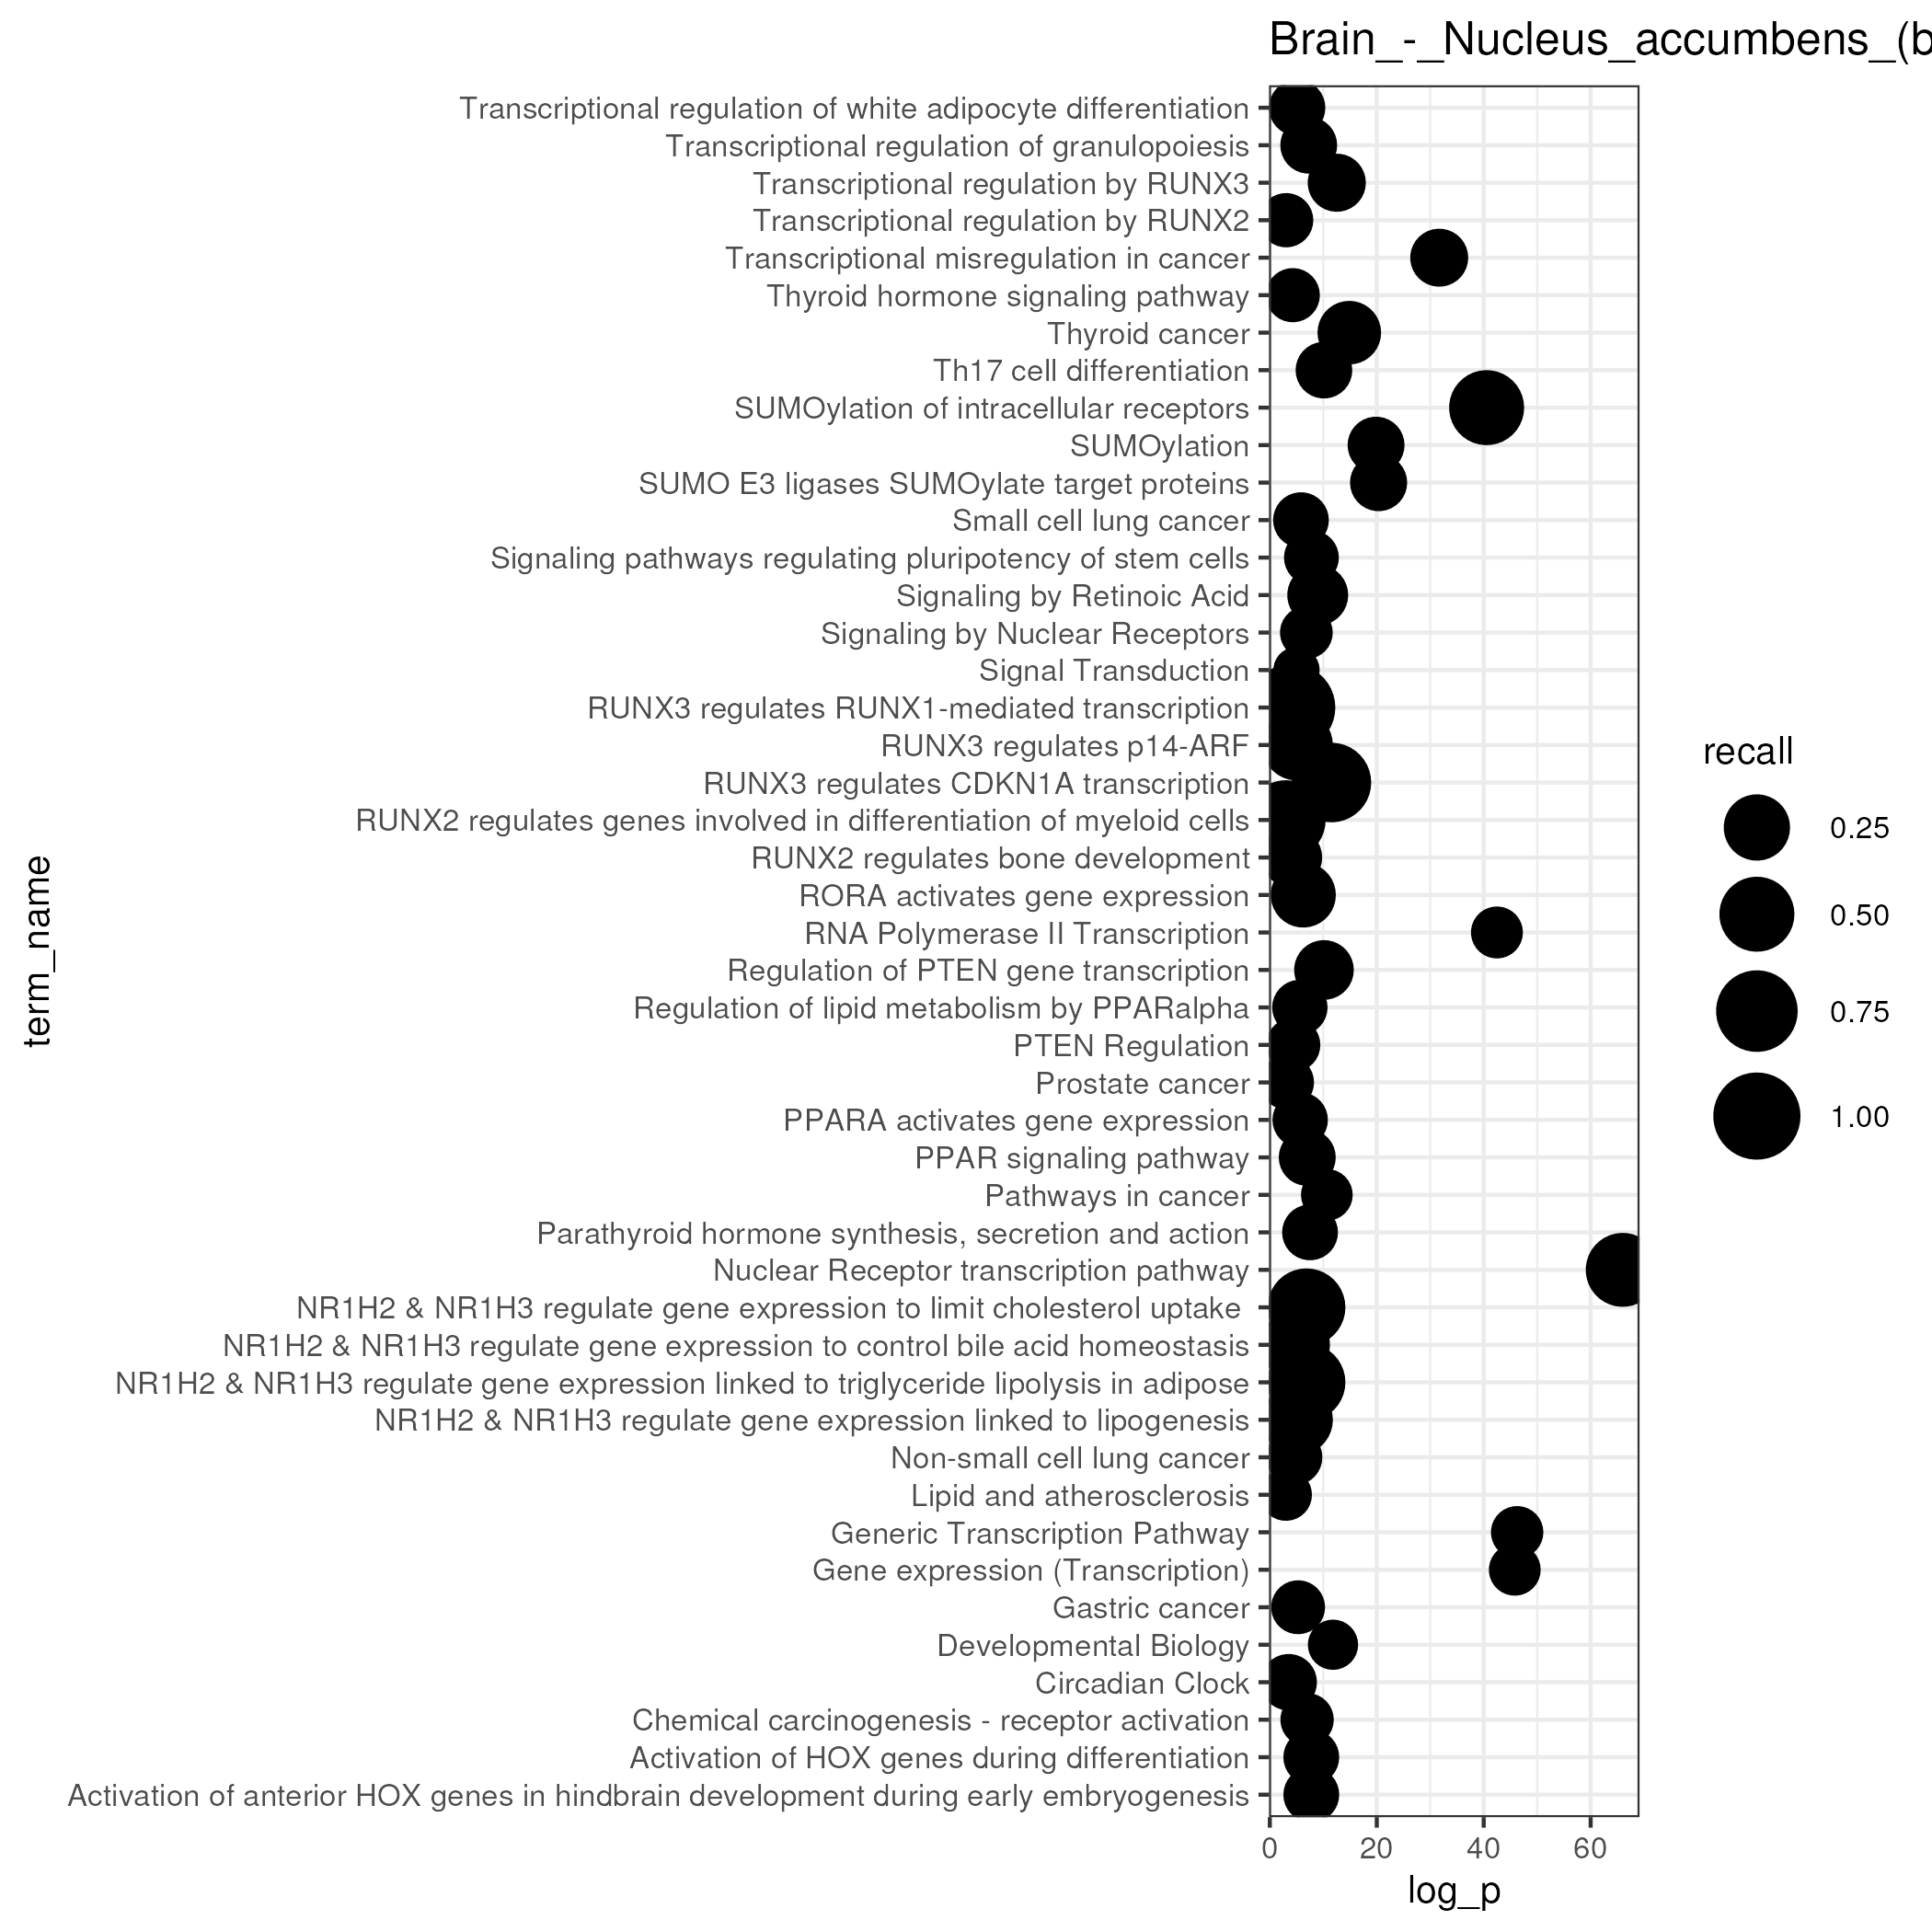 Brain_-_Nucleus_accumbens_(b
Transcriptional regulation of white adipocyte differentiation
Transcriptional regulation of granulopoiesis
Transcriptional regulation by RUNX3
Transcriptional regulation by RUNX2
Transcriptional misregulation in cancer
Thyroid hormone signaling pathway
Thyroid cancer
Th17 cell differentiation
SUMOylation of intracellular receptors
SUMOylation
SUMO E3 ligases SUMOylate target proteins
Small cell lung cancer
Signaling pathways regulating pluripotency of stem cells
Signaling by Retinoic Acid
Signaling by Nuclear Receptors
Signal Transduction
RUNX3 regulates RUNX1-mediated transcription
RUNX3 regulates p14-ARF
RUNX3 regulates CDKN1A transcription
RUNX2 regulates genes involved in differentiation of myeloid cells
RUNX2 regulates bone development
RORA activates gene expression
RNA Polymerase II Transcription
Regulation of PTEN gene transcription
Regulation of lipid metabolism by PPARalpha
PTEN Regulation
Prostate cancer
PPARA activates gene expression
PPAR signaling pathway
Pathways in cancer
Parathyroid hormone synthesis, secretion and action
Nuclear Receptor transcription pathway
NR1H2 & NR1H3 regulate gene expression to limit cholesterol uptake
NR1H2 & NR1H3 regulate gene expression to control bile acid homeostasis
NR1H2 & NR1H3 regulate gene expression linked to triglyceride lipolysis in adipose
NR1H2 & NR1H3 regulate gene expression linked to lipogenesis
Non-small cell lung cancer
Lipid and atherosclerosis
Generic Transcription Pathway
Gene expression (Transcription)
Gastric cancer
Developmental Biology
Circadian Clock
Chemical carcinogenesis - receptor activation
Activation of HOX genes during differentiation
Activation of anterior HOX genes in hindbrain development during early embryogenesis
term_name
0 20 40 60
log_p
recall
0.25
0.50
0.75
1.00